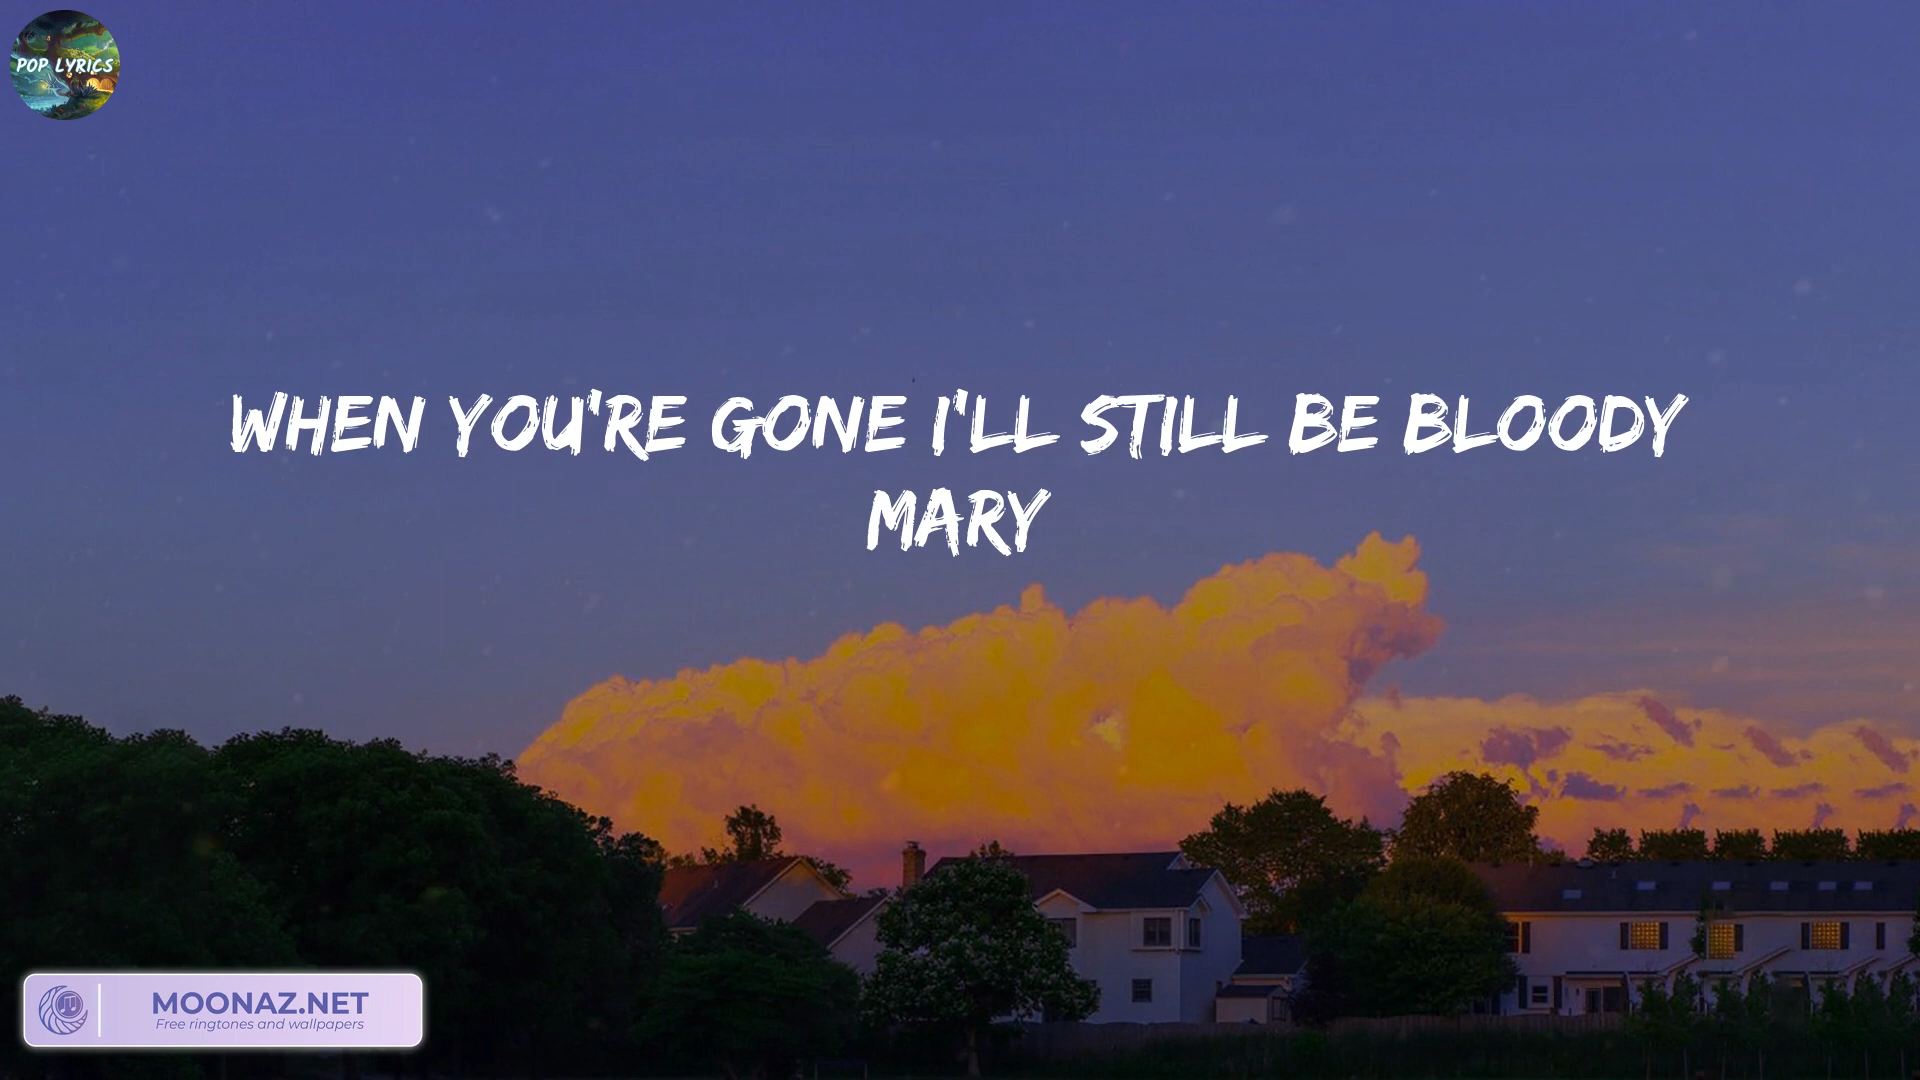 POP LYRICS
WHEN YOU'RE GONE I'LL STILL BE BLOODY
MARY
MOONAZ.NET
Free ringtones and wallpapers